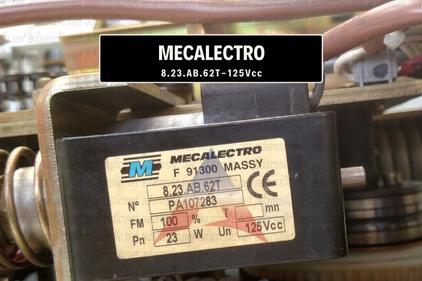 MECALECTRO
8.23.AB.62T-125Vcc
MECALECTRO
F 91300 MASSY
8.23.AB.62T
N° PA107283
FM 100 % T mn
Pn 23 W Un 125Vcc
CE